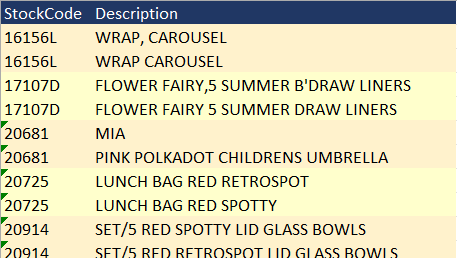 StockCode Description
16156L WRAP, CAROUSEL
16156L WRAP CAROUSEL
17107D FLOWER FAIRY,5 SUMMER B'DRAW LINERS
17107D FLOWER FAIRY 5 SUMMER DRAW LINERS
20681 MIA
20681 PINK POLKADOT CHILDRENS UMBRELLA
20725 LUNCH BAG RED RETROSPOT
20725 LUNCH BAG RED SPOTTY
20914 SET/5 RED SPOTTY LID GLASS BOWLS
20914 SET/5 RED RETROSPOT LID GLASS BOWLS